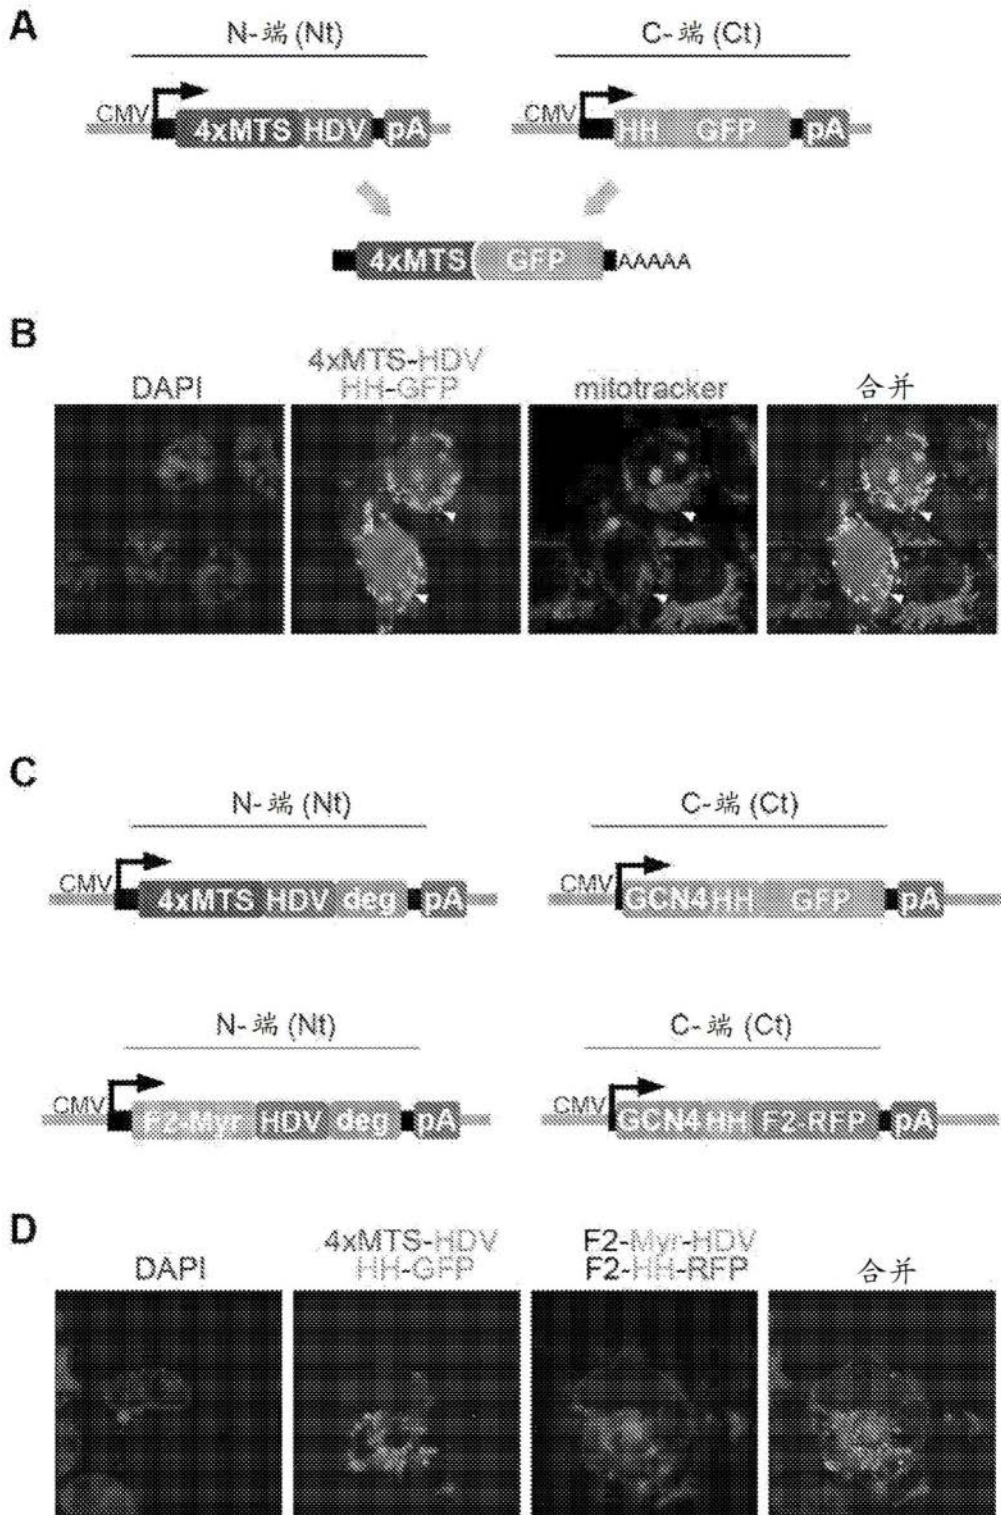 A
N-端 (Nt)
C-端 (Ct)
CMV
4xMTS HDV pA
CMV
HH GFP pA
4xMTS GFP AAAAA
B
DAPI
4xMTS-HDV
HH-GFP
mitotracker
合并
C
N-端 (Nt)
C-端 (Ct)
CMV
4xMTS HDV deg pA
CMV
GCN4 HH GFP pA
N-端 (Nt)
C-端 (Ct)
CMV
F2-Myr HDV deg pA
CMV
GCN4 HH F2-RFP pA
D
DAPI
4xMTS-HDV
HH-GFP
F2-Myr-HDV
F2-HH-RFP
合并